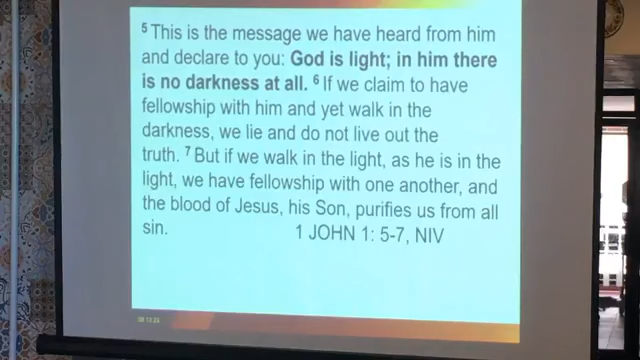 ⁵ This is the message we have heard from him
and declare to you: God is light; in him there
is no darkness at all. ⁶ If we claim to have
fellowship with him and yet walk in the
darkness, we lie and do not live out the
truth. ⁷ But if we walk in the light, as he is in the
light, we have fellowship with one another, and
the blood of Jesus, his Son, purifies us from all
sin. 1 JOHN 1: 5-7, NIV